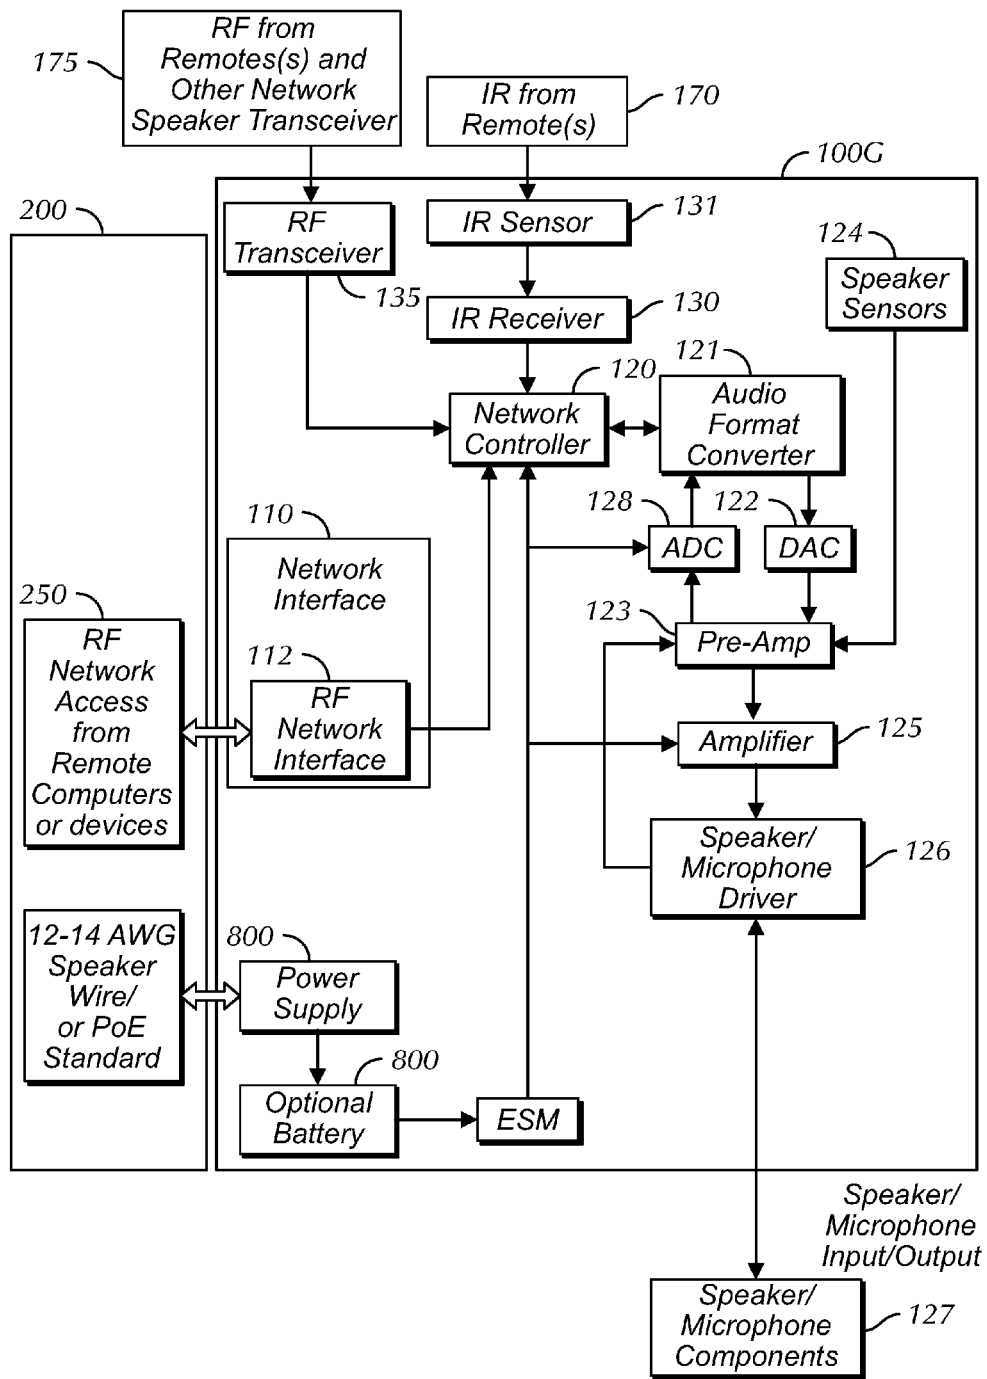 175
RF from
Remotes(s) and
Other Network
Speaker Transceiver
IR from
Remote(s)
170
100G
200
RF
Transceiver
135
IR Sensor
131
124
Speaker
Sensors
IR Receiver
130
120
121
Network
Controller
Audio
Format
Converter
110
Network
Interface
128
ADC
122
DAC
250
RF
Network
Access
from
Remote
Computers
or devices
112
RF
Network
Interface
123
Pre-Amp
Amplifier
125
Speaker/
Microphone
Driver
126
12-14 AWG
Speaker
Wire/
or PoE
Standard
800
Power
Supply
800
Optional
Battery
ESM
Speaker/
Microphone
Input/Output
Speaker/
Microphone
Components
127